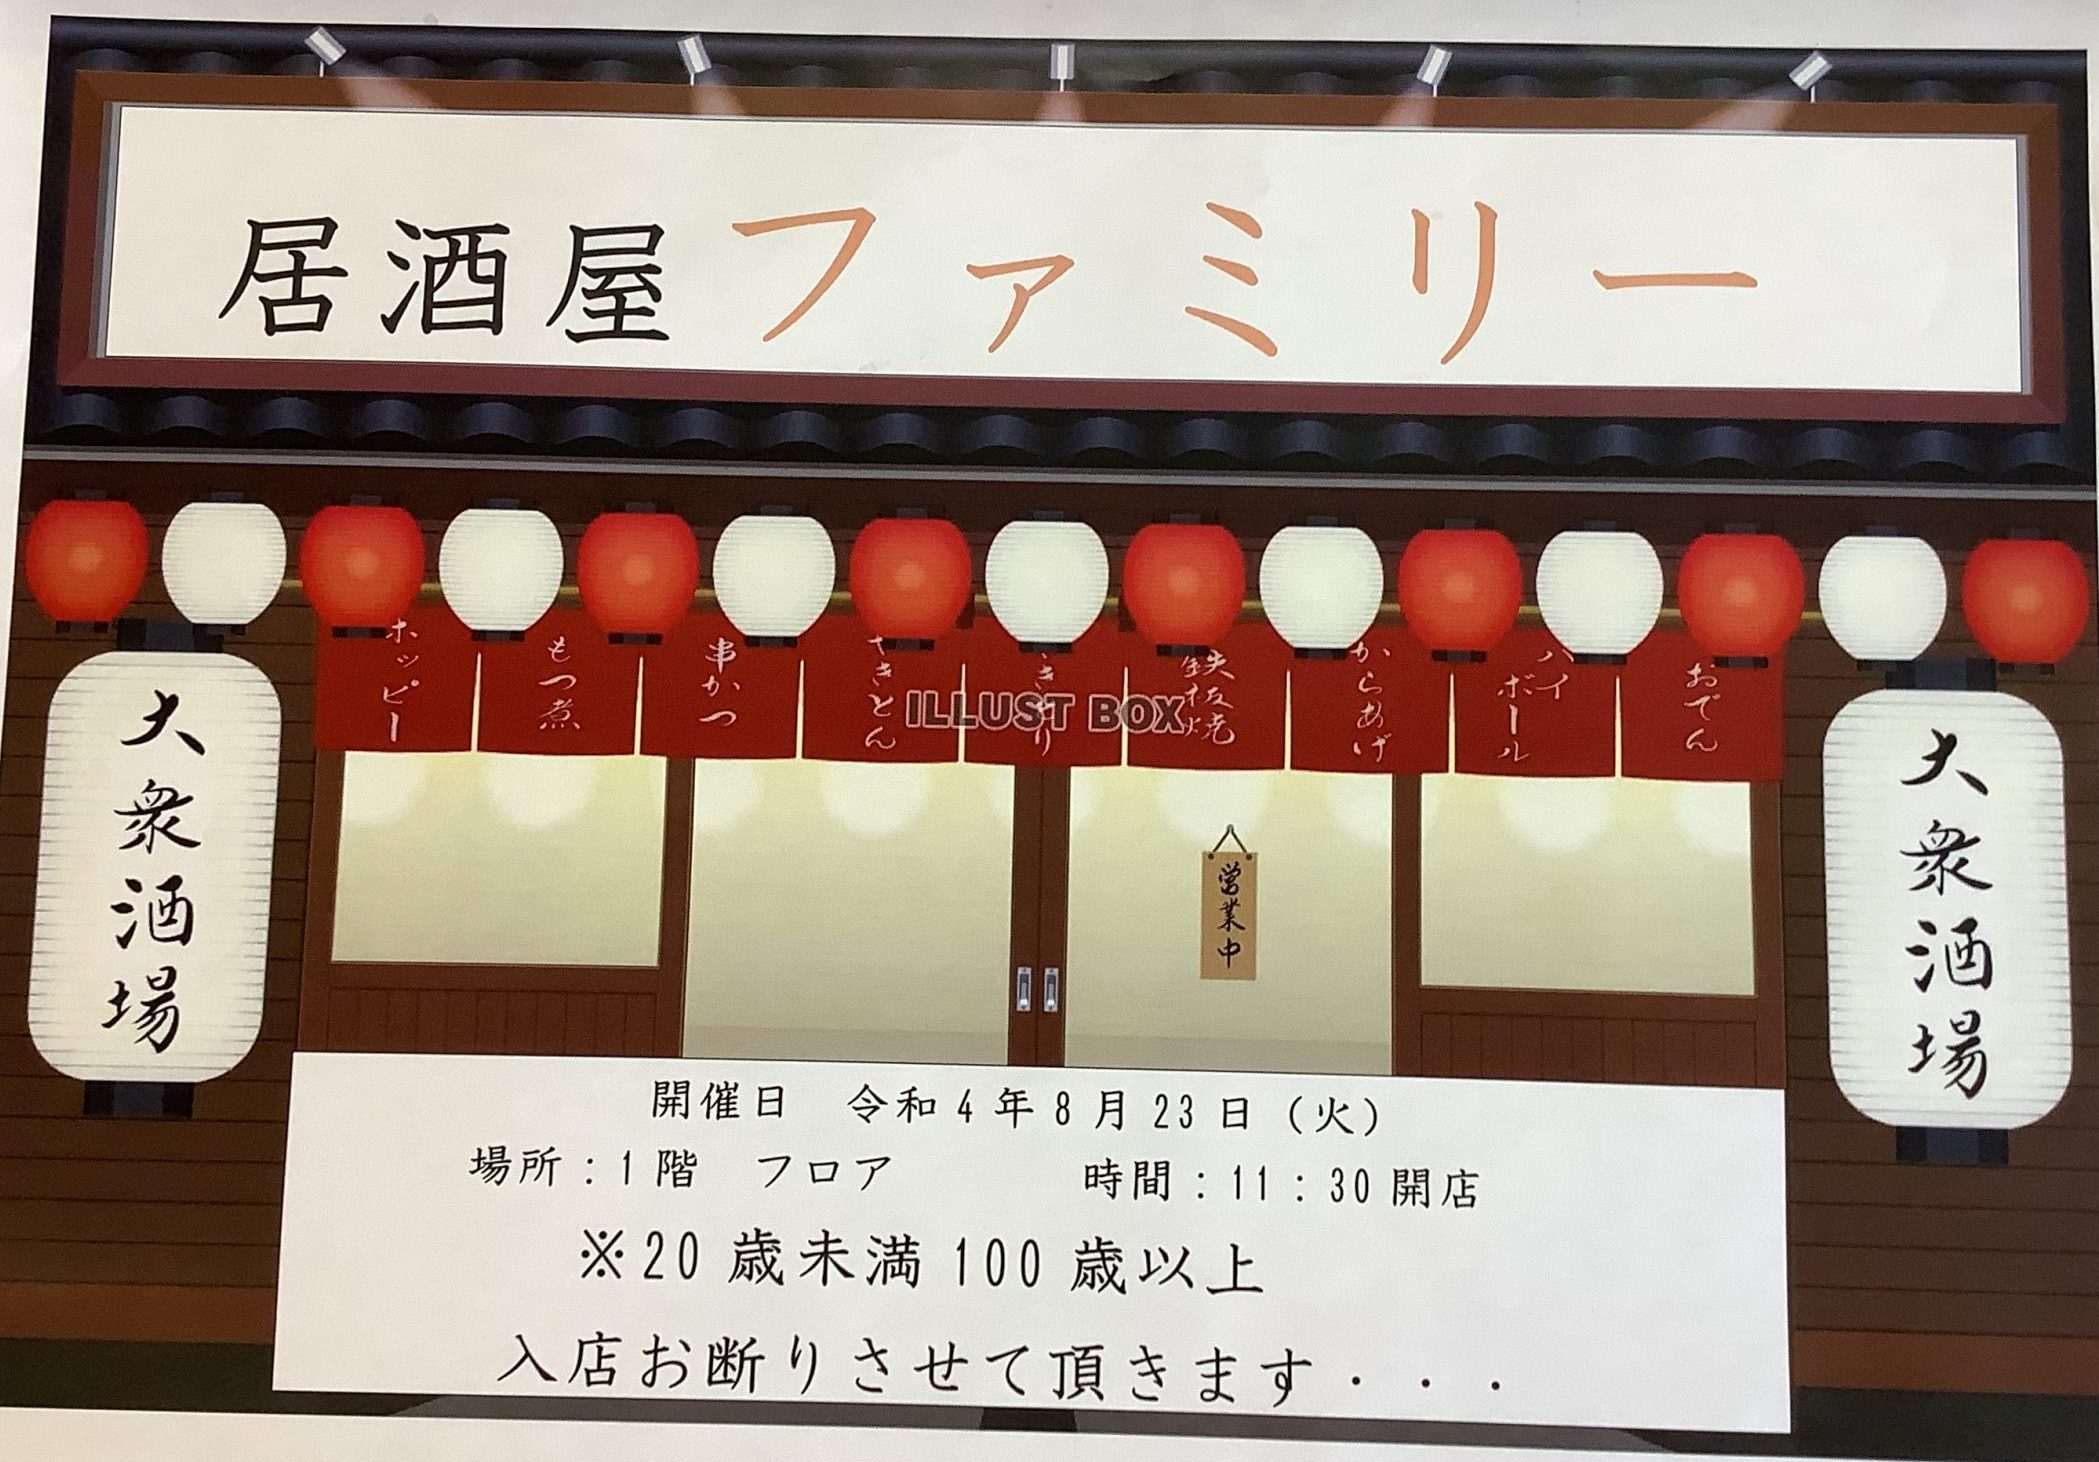 居酒屋ファミリー
ホッピー
もつ煮
串かつ
鉄板焼
からあげ
ハイボール
おでん
ILLUST BOX
大衆酒場
営業中
大衆酒場
開催日　令和4年8月23日（火）
場所：1階　フロア　時間：11：30開店
※20歳未満100歳以上
入店お断りさせて頂きます・・・